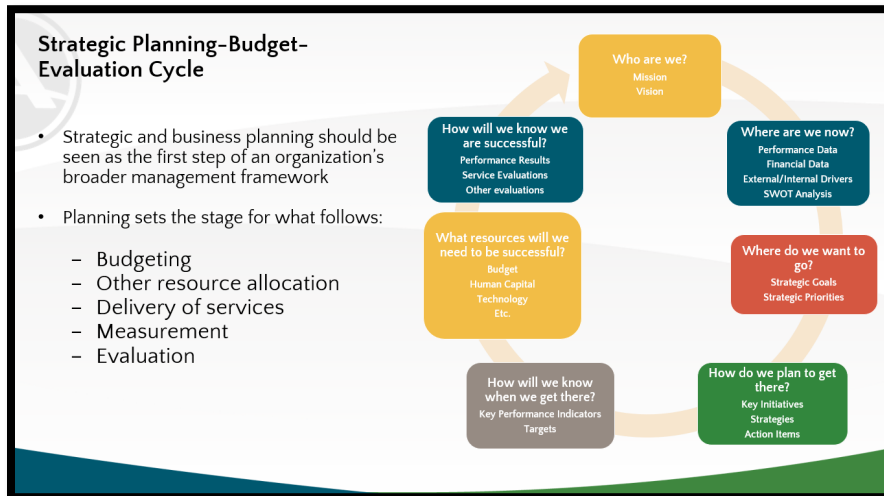 Strategic Planning-Budget-
Evaluation Cycle
• Strategic and business planning should be
seen as the first step of an organization's
broader management framework
• Planning sets the stage for what follows:
– Budgeting
– Other resource allocation
– Delivery of services
– Measurement
– Evaluation
Who are we?
Mission
Vision
Where are we now?
Performance Data
Financial Data
External/Internal Drivers
SWOT Analysis
Where do we want to
go?
Strategic Goals
Strategic Priorities
How do we plan to get
there?
Key Initiatives
Strategies
Action Items
How will we know
when we get there?
Key Performance Indicators
Targets
What resources will we
need to be successful?
Budget
Human Capital
Technology
Etc.
How will we know we
are successful?
Performance Results
Service Evaluations
Other evaluations